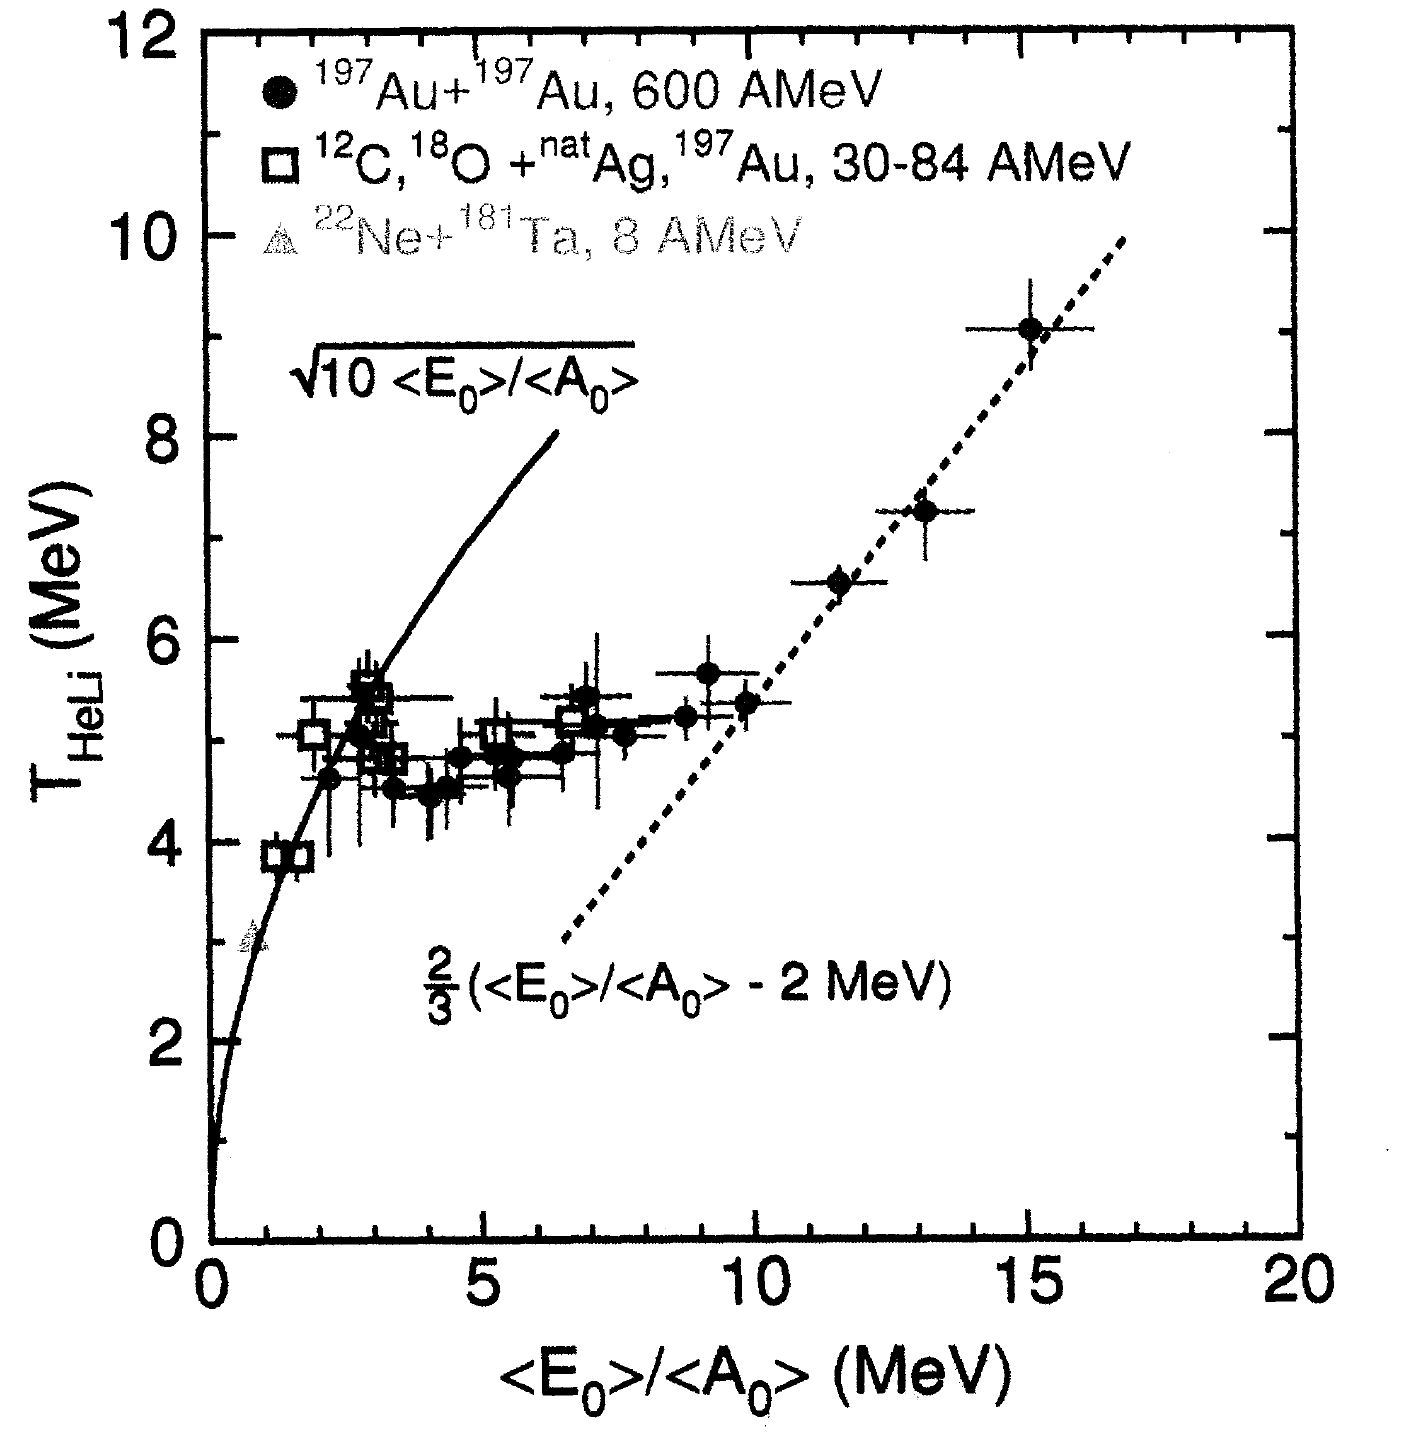 12
● ¹⁹⁷Au+¹⁹⁷Au, 600 AMeV
□ ¹²C, ¹⁸O +ⁿᵃᵗAg, ¹⁹⁷Au, 30-84 AMeV
▲ ²²Ne+¹⁸¹Ta, 8 AMeV
10
√10 <E₀>/<A₀>
8
T_HeLi (MeV)
6
4
2/3 (<E₀>/<A₀> - 2 MeV)
2
0
0 5 10 15 20
<E₀>/<A₀> (MeV)